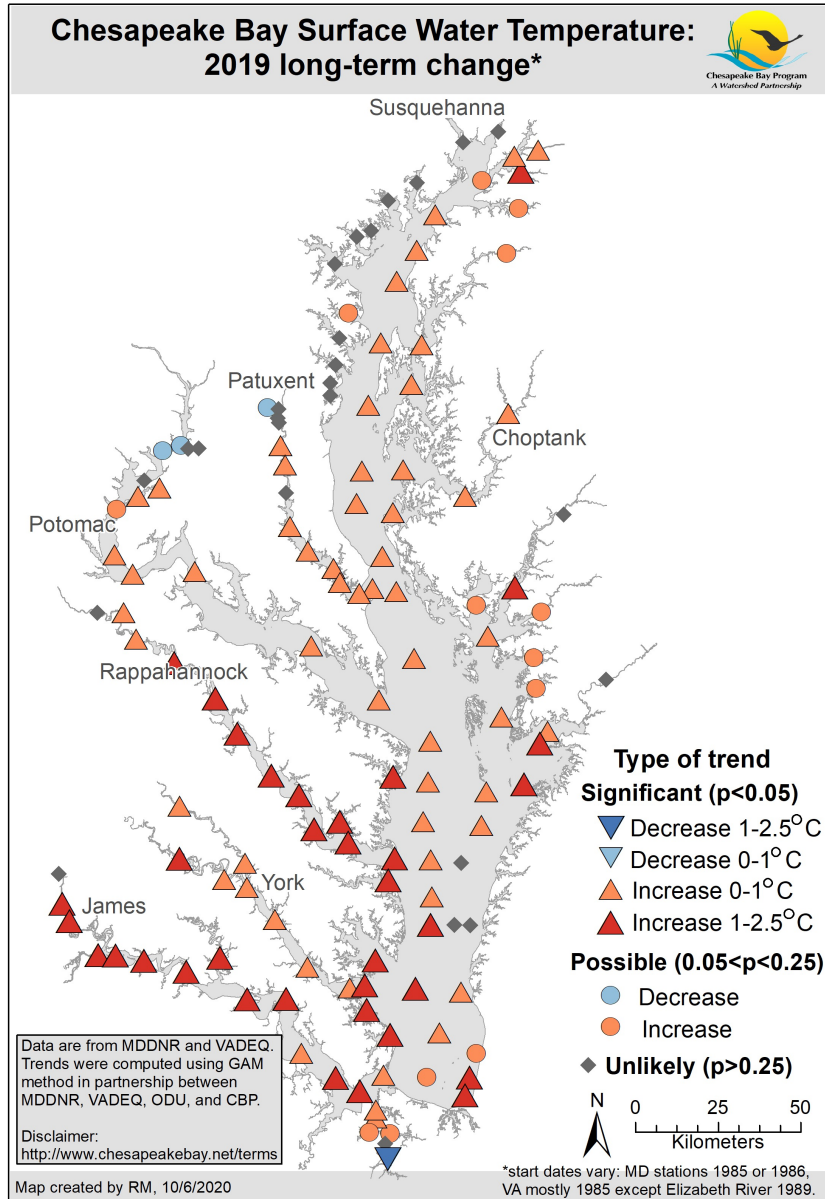 Chesapeake Bay Surface Water Temperature:
2019 long-term change*
Chesapeake Bay Program
A Watershed Partnership
Susquehanna
Patuxent
Choptank
Potomac
Rappahannock
York
James
Type of trend
Significant (p<0.05)
Decrease 1-2.5°C
Decrease 0-1°C
Increase 0-1°C
Increase 1-2.5°C
Possible (0.05<p<0.25)
Decrease
Increase
Unlikely (p>0.25)
N
0 25 50
Kilometers
Data are from MDDNR and VADEQ.
Trends were computed using GAM
method in partnership between
MDDNR, VADEQ, ODU, and CBP.
Disclaimer:
http://www.chesapeakebay.net/terms
*start dates vary: MD stations 1985 or 1986,
VA mostly 1985 except Elizabeth River 1989.
Map created by RM, 10/6/2020